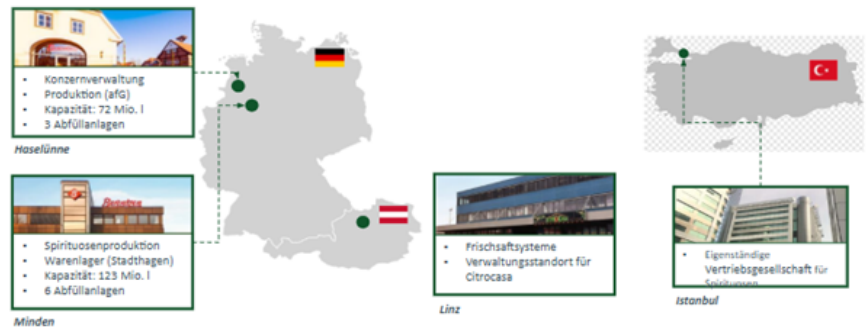 • Konzernverwaltung
• Produktion (afG)
• Kapazität: 72 Mio. l
• 3 Abfüllanlagen
Haselünne
• Spirituosenproduktion
• Warenlager (Stadthagen)
• Kapazität: 123 Mio. l
• 6 Abfüllanlagen
Minden
• Frischsaftsysteme
• Verwaltungsstandort für
Citrocasa
Linz
• Eigenständige
Vertriebsgesellschaft für
Spirituosen
Istanbul